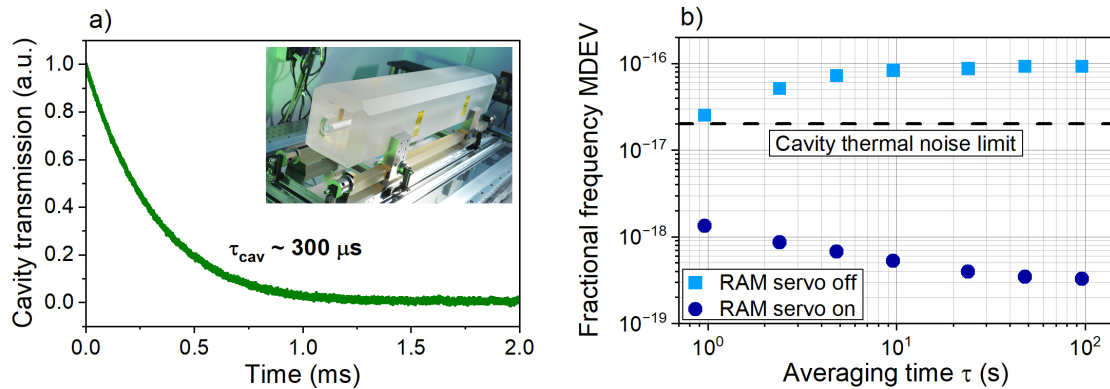 a)
Cavity transmission (a.u.)
1.0
0.8
0.6
0.4
0.2
0.0
τcav ~ 300 μs
0.0 0.5 1.0 1.5 2.0
Time (ms)
b)
Fractional frequency MDEV
10⁻¹⁶
10⁻¹⁷
10⁻¹⁸
10⁻¹⁹
Cavity thermal noise limit
RAM servo off
RAM servo on
10⁰ 10¹ 10²
Averaging time τ (s)